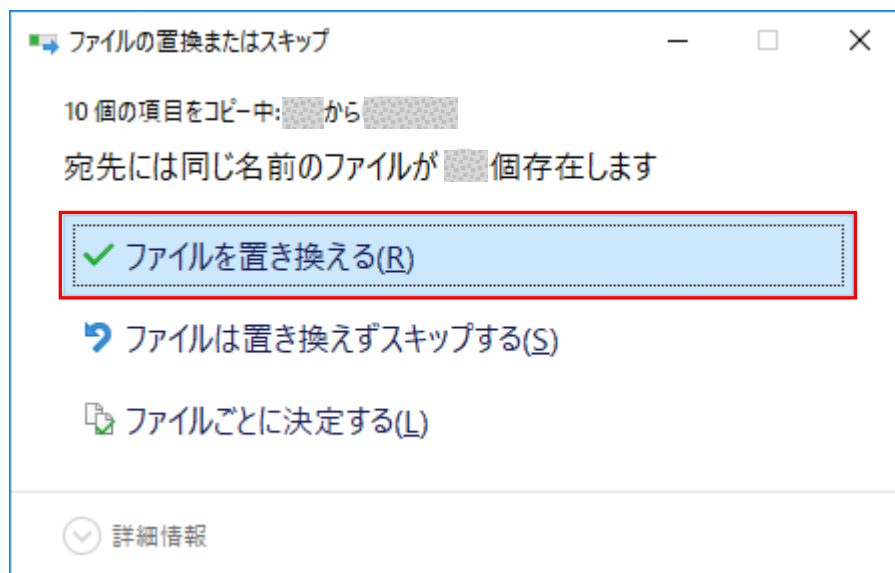 ファイルの置換またはスキップ
10 個の項目をコピー中: から
宛先には同じ名前のファイルが 個存在します
ファイルを置き換える(R)
ファイルは置き換えずスキップする(S)
ファイルごとに決定する(L)
詳細情報